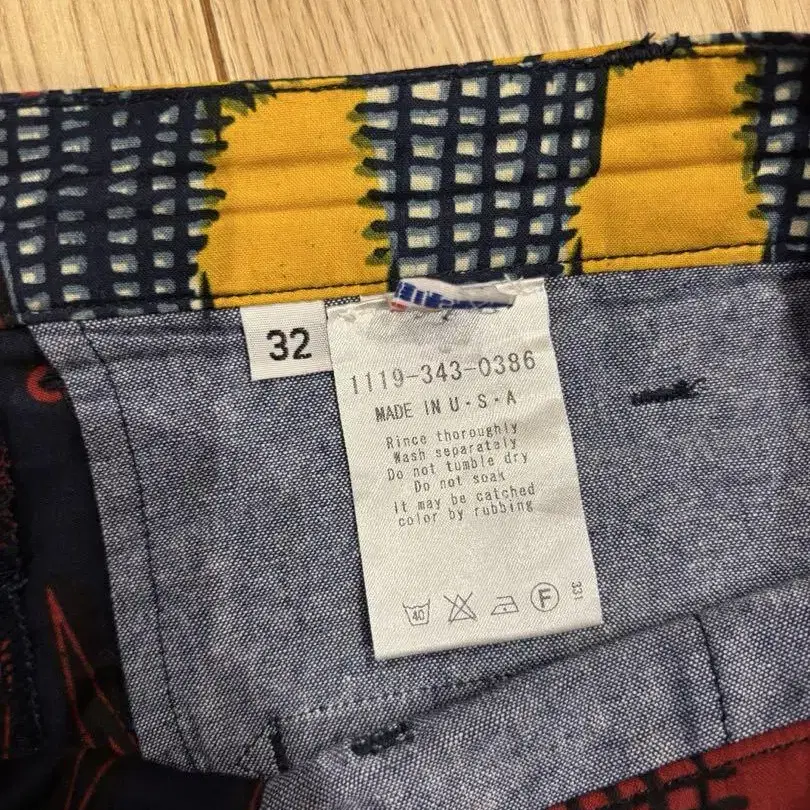 32
1119-343-0386
MADE IN U·S·A
Rince thoroughly
Wash separately
Do not tumble dry
Do not soak
It may be catched
color by rubbing
40
F
331